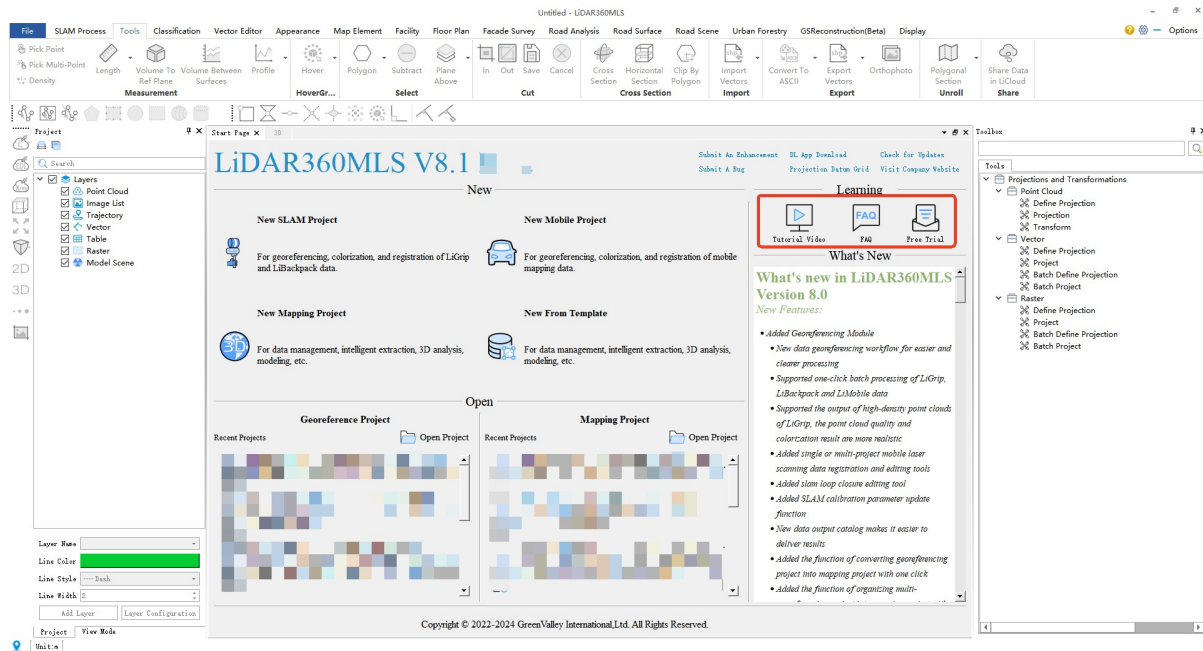 Untitled - LiDAR360MLS
File SLAM Process Tools Classification Vector Editor Appearance Map Element Facility Floor Plan Facade Survey Road Analysis Road Surface Road Scene Urban Forestry GSReconstruction(Beta) Display Options
Pick Point
Pick Multi-Point
Density
Length
Volume To Ref Plane
Volume Between Surfaces
Profile
Measurement
Hover
HoverGr...
Polygon
Subtract
Plane Above
Select
In
Out
Save
Cancel
Cut
Cross Section
Horizontal Section
Clip By Polygon
Cross Section
Import Vectors
Import
Convert To ASCII
Export Vectors
Orthophoto
Export
Polygonal Section
Unroll
Share Data in LiCloud
Share
Project
Search
Layers
Point Cloud
Image List
Trajectory
Vector
Table
Raster
Model Scene
2D
3D
Layer Name
Line Color
Line Style ---- Dash
Line Width 2
Add Layer Layer Configuration
Project View Mode
Unit:m
Start Page 3D
LiDAR360MLS V8.1
Submit An Enhancement DL App Download Check for Updates
Submit A Bug Projection Datum Grid Visit Company Website
New
New SLAM Project
For georeferencing, colorization, and registration of LiGrip
and LiBackpack data.
New Mobile Project
For georeferencing, colorization, and registration of mobile
mapping data.
New Mapping Project
3D
For data management, intelligent extraction, 3D analysis,
modeling, etc.
New From Template
For data management, intelligent extraction, 3D analysis,
modeling, etc.
Open
Georeference Project
Recent Projects Open Project
Mapping Project
Recent Projects Open Project
Learning
FAQ
Tutorial Video FAQ Free Trial
What's New
What's new in LiDAR360MLS
Version 8.0
New Features:
• Added Georeferencing Module
• New data georeferencing workflow for easier and
clearer processing
• Supported one-click batch processing of LiGrip,
LiBackpack and LiMobile data
• Supported the output of high-density point clouds
of LiGrip, the point cloud quality and
colorization result are more realistic
• Added single or multi-project mobile laser
scanning data registration and editing tools
• Added slam loop closure editing tool
• Added SLAM calibration parameter update
function
• New data output catalog makes it easier to
deliver results
• Added the function of converting georeferencing
project into mapping project with one click
• Added the function of organizing multi-
Copyright © 2022-2024 GreenValley International,Ltd. All Rights Reserved.
Toolbox
Tools
Projections and Transformations
Point Cloud
Define Projection
Projection
Transform
Vector
Define Projection
Project
Batch Define Projection
Batch Project
Raster
Define Projection
Project
Batch Define Projection
Batch Project